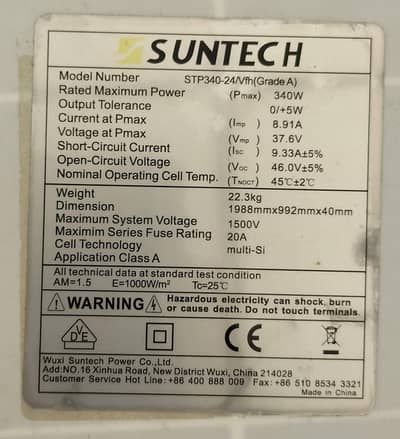 SUNTECH
Model Number STP340-24/Vfh(Grade A)
Rated Maximum Power (Pmax) 340W
Output Tolerance 0/+5W
Current at Pmax (Imp) 8.91A
Voltage at Pmax (Vmp) 37.6V
Short-Circuit Current (Isc) 9.33A±5%
Open-Circuit Voltage (Voc) 46.0V±5%
Nominal Operating Cell Temp. (TNOCT) 45℃±2℃
Weight 22.3kg
Dimension 1988mmx992mmx40mm
Maximum System Voltage 1500V
Maximim Series Fuse Rating 20A
Cell Technology multi-Si
Application Class A
All technical data at standard test condition
AM=1.5 E=1000W/m² Tc=25℃
WARNING Hazardous electricity can shock, burn
or cause death. Do not touch terminals.
VDE CE
Wuxi Suntech Power Co.,Ltd.
Add:NO.16 Xinhua Road, New District Wuxi, China 214028
Customer Service Hot Line:+86 400 888 009 Fax:+86 510 8534 3321
Made in China